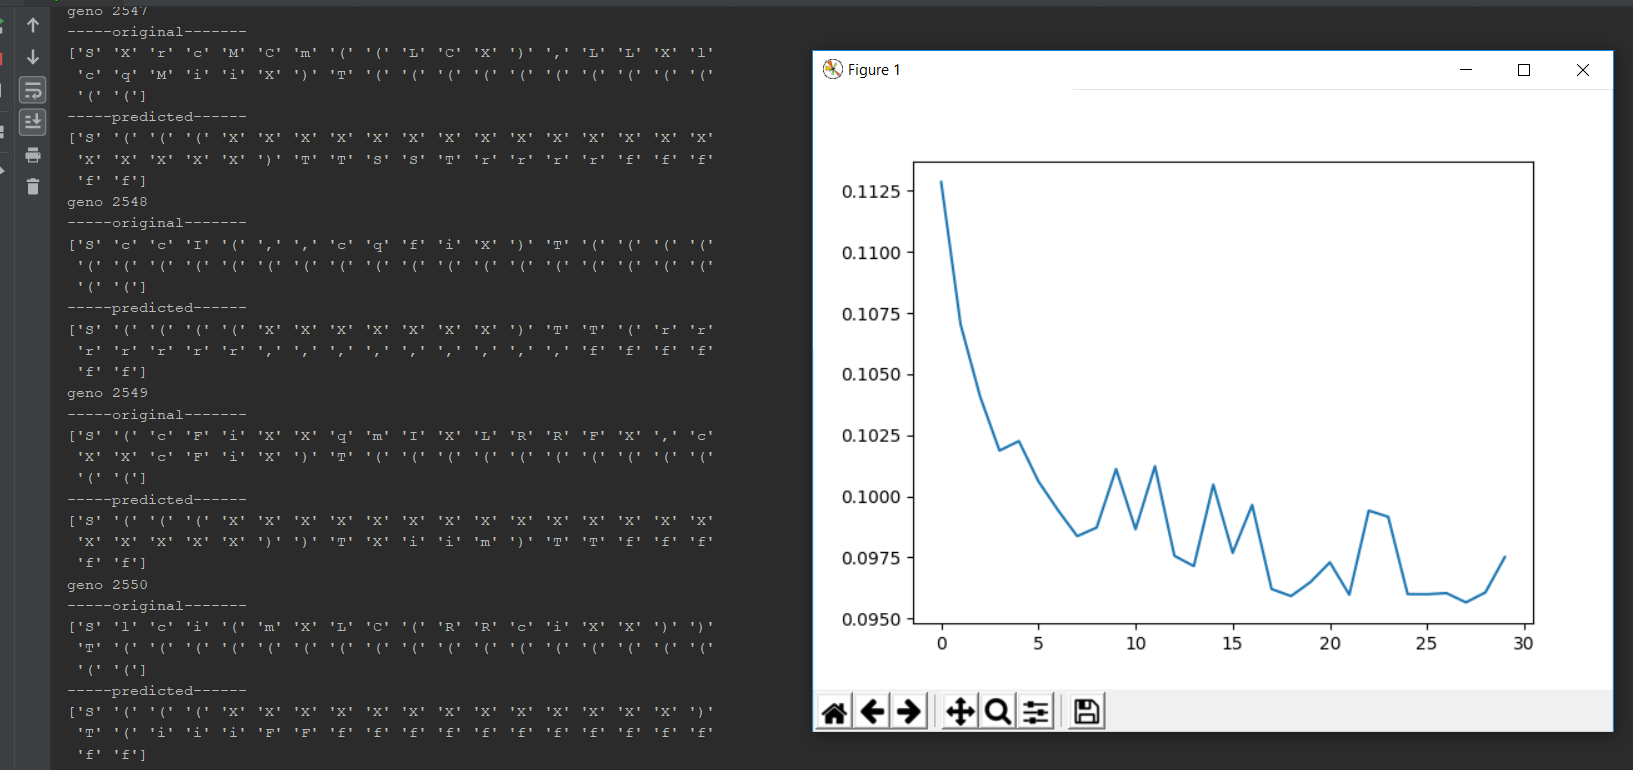 geno 2547
-----original-------
['S' 'X' 'r' 'c' 'M' 'C' 'm' '(' '(' 'L' 'C' 'X' ')' ',' 'L' 'L' 'X' 'l'
'c' 'q' 'M' 'i' 'i' 'X' ')' 'T' '(' '(' '(' '(' '(' '(' '(' '(' '(' '('
'(' '(']
-----predicted------
['S' '(' '(' '(' 'X' 'X' 'X' 'X' 'X' 'X' 'X' 'X' 'X' 'X' 'X' 'X' 'X' 'X'
'X' 'X' 'X' 'X' 'X' ')' 'T' 'T' 'S' 'S' 'T' 'r' 'r' 'r' 'r' 'f' 'f' 'f'
'f' 'f']
geno 2548
-----original-------
['S' 'c' 'c' 'I' '(' ',' ',' 'c' 'q' 'f' 'i' 'X' ')' 'T' '(' '(' '(' '('
'(' '(' '(' '(' '(' '(' '(' '(' '(' '(' '(' '(' '(' '(' '(' '(' '(' '('
'(' '(']
-----predicted------
['S' '(' '(' '(' '(' 'X' 'X' 'X' 'X' 'X' 'X' 'X' ')' 'T' 'T' '(' 'r' 'r'
'r' 'r' 'r' 'r' 'r' ',' ',' ',' ',' ',' ',' ',' ',' ',' 'f' 'f' 'f' 'f'
'f' 'f']
geno 2549
-----original-------
['S' '(' 'c' 'F' 'i' 'X' 'X' 'q' 'm' 'I' 'X' 'L' 'R' 'R' 'F' 'X' ',' 'c'
'X' 'X' 'c' 'F' 'i' 'X' ')' 'T' '(' '(' '(' '(' '(' '(' '(' '(' '(' '('
'(' '(']
-----predicted------
['S' '(' '(' '(' 'X' 'X' 'X' 'X' 'X' 'X' 'X' 'X' 'X' 'X' 'X' 'X' 'X' 'X'
'X' 'X' 'X' 'X' 'X' ')' ')' 'T' 'X' 'i' 'i' 'm' ')' 'T' 'T' 'f' 'f' 'f'
'f' 'f']
geno 2550
-----original-------
['S' 'l' 'c' 'i' '(' 'm' 'X' 'L' 'C' '(' 'R' 'R' 'c' 'i' 'X' 'X' ')' ')'
'T' '(' '(' '(' '(' '(' '(' '(' '(' '(' '(' '(' '(' '(' '(' '(' '(' '('
'(' '(']
-----predicted------
['S' '(' '(' '(' 'X' 'X' 'X' 'X' 'X' 'X' 'X' 'X' 'X' 'X' 'X' 'X' 'X' ')'
'T' '(' 'i' 'i' 'i' 'F' 'F' 'f' 'f' 'f' 'f' 'f' 'f' 'f' 'f' 'f' 'f' 'f'
'f' 'f']
Figure 1
0.1125
0.1100
0.1075
0.1050
0.1025
0.1000
0.0975
0.0950
0 5 10 15 20 25 30